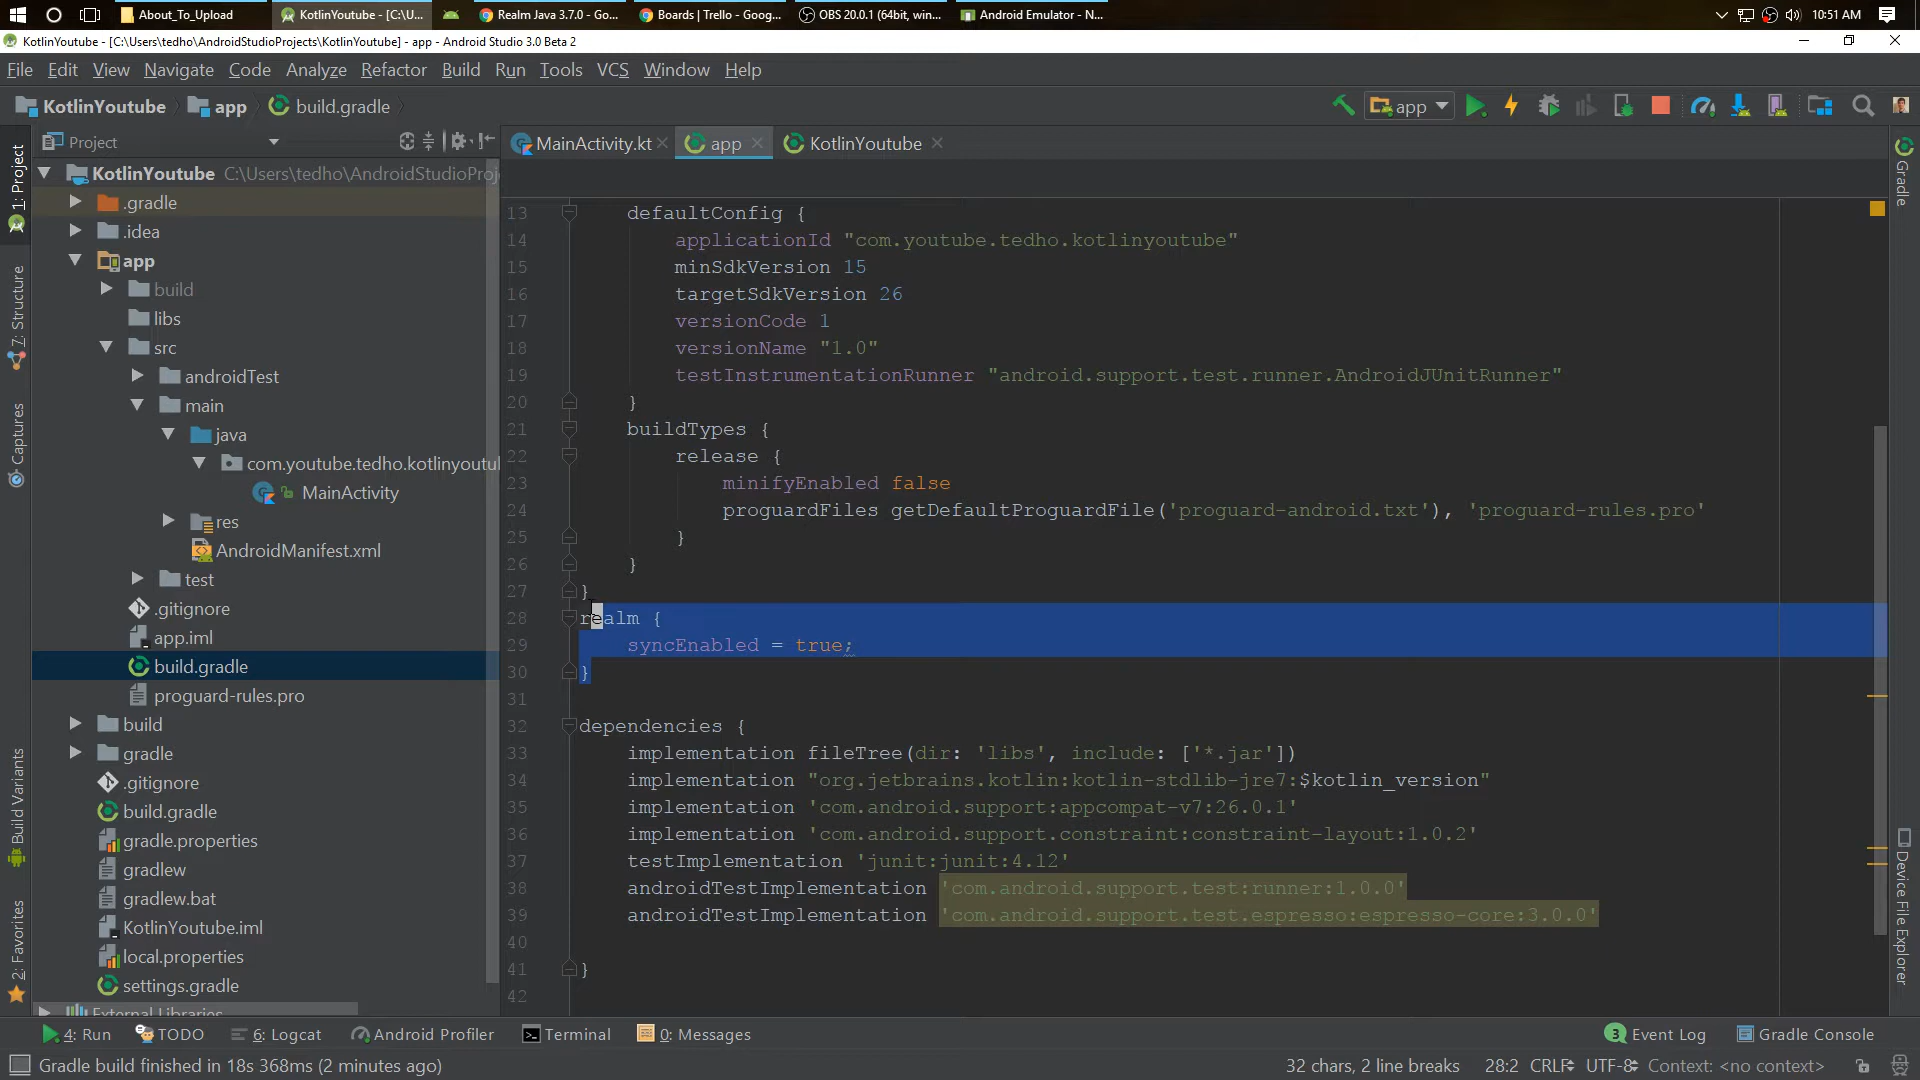 About_To_Upload
KotlinYoutube - [C:\U...
Realm Java 3.7.0 - Go...
Boards | Trello - Goog...
OBS 20.0.1 (64bit, win...
Android Emulator - N...
10:51 AM
KotlinYoutube - [C:\Users\tedho\AndroidStudioProjects\KotlinYoutube] - app - Android Studio 3.0 Beta 2
File Edit View Navigate Code Analyze Refactor Build Run Tools VCS Window Help
KotlinYoutube app build.gradle
app
Project
MainActivity.kt
app
KotlinYoutube
1: Project
7: Structure
Captures
Build Variants
2: Favorites
KotlinYoutube C:\Users\tedho\AndroidStudioProj
.gradle
.idea
app
build
libs
src
androidTest
main
java
com.youtube.tedho.kotlinyoutu
MainActivity
res
AndroidManifest.xml
test
.gitignore
app.iml
build.gradle
proguard-rules.pro
build
gradle
.gitignore
build.gradle
gradle.properties
gradlew
gradlew.bat
KotlinYoutube.iml
local.properties
settings.gradle
External Libraries
13 defaultConfig {
14 applicationId "com.youtube.tedho.kotlinyoutube"
15 minSdkVersion 15
16 targetSdkVersion 26
17 versionCode 1
18 versionName "1.0"
19 testInstrumentationRunner "android.support.test.runner.AndroidJUnitRunner"
20 }
21 buildTypes {
22 release {
23 minifyEnabled false
24 proguardFiles getDefaultProguardFile('proguard-android.txt'), 'proguard-rules.pro'
25 }
26 }
27 }
28 realm {
29 syncEnabled = true;
30 }
31
32 dependencies {
33 implementation fileTree(dir: 'libs', include: ['*.jar'])
34 implementation "org.jetbrains.kotlin:kotlin-stdlib-jre7:$kotlin_version"
35 implementation 'com.android.support:appcompat-v7:26.0.1'
36 implementation 'com.android.support.constraint:constraint-layout:1.0.2'
37 testImplementation 'junit:junit:4.12'
38 androidTestImplementation 'com.android.support.test:runner:1.0.0'
39 androidTestImplementation 'com.android.support.test.espresso:espresso-core:3.0.0'
40
41 }
42
Gradle
Device File Explorer
4: Run TODO 6: Logcat Android Profiler Terminal 0: Messages 3 Event Log Gradle Console
Gradle build finished in 18s 368ms (2 minutes ago) 32 chars, 2 line breaks 28:2 CRLF UTF-8 Context: <no context>